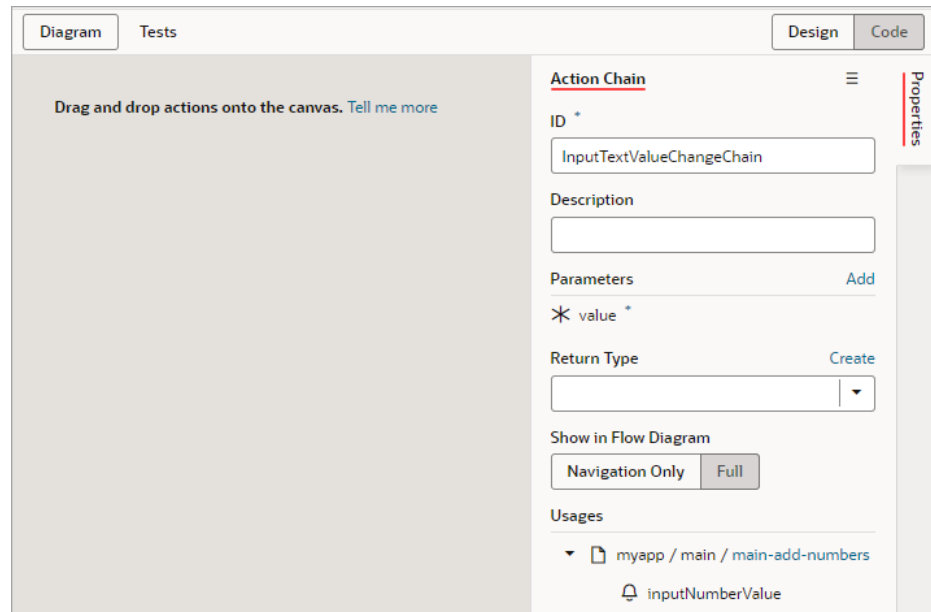 Diagram Tests Design Code
Drag and drop actions onto the canvas. Tell me more
Action Chain
Properties
ID *
InputTextValueChangeChain
Description
Parameters Add
value *
Return Type Create
Show in Flow Diagram
Navigation Only Full
Usages
myapp / main / main-add-numbers
inputNumberValue